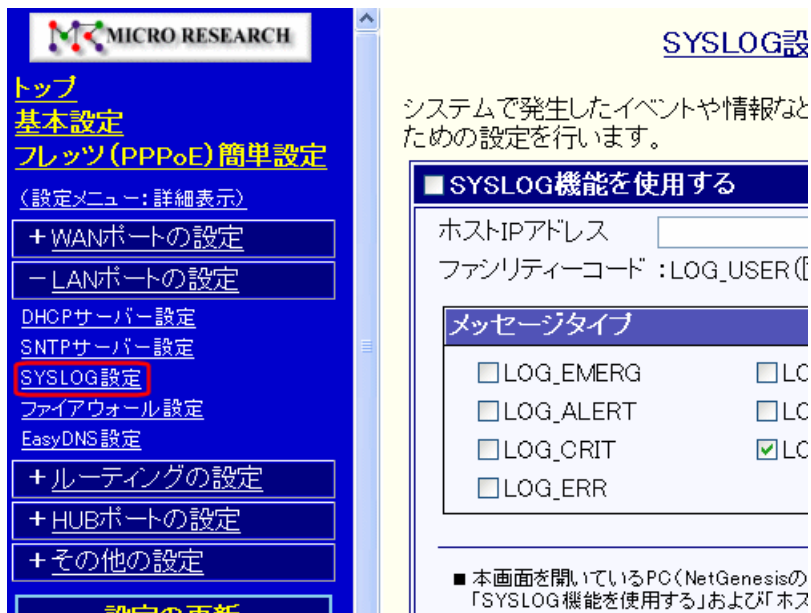 MICRO RESEARCH
トップ
基本設定
フレッツ(PPPoE)簡単設定
(設定メニュー:詳細表示)
+WANポートの設定
－LANポートの設定
DHCPサーバー設定
SNTPサーバー設定
SYSLOG設定
ファイアウォール設定
EasyDNS設定
+ルーティングの設定
+HUBポートの設定
+その他の設定
設定の更新
SYSLOG設
システムで発生したイベントや情報など
ための設定を行います。
■SYSLOG機能を使用する
ホストIPアドレス
ファシリティーコード :LOG_USER(
メッセージタイプ
LOG_EMERG
LO
LOG_ALERT
LO
LOG_CRIT
LO
LOG_ERR
■本画面を開いているPC(NetGenesisの
「SYSLOG機能を使用する」および「ホス